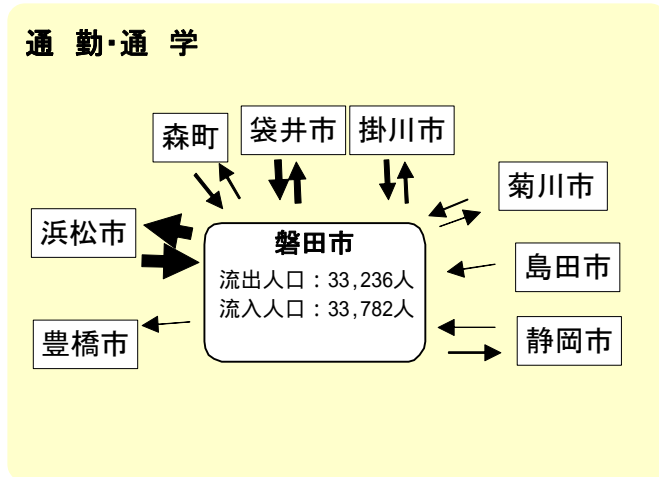 通 勤・通 学
森町
袋井市
掛川市
菊川市
浜松市
磐田市
流出人口：33,236人
流入人口：33,782人
島田市
豊橋市
静岡市